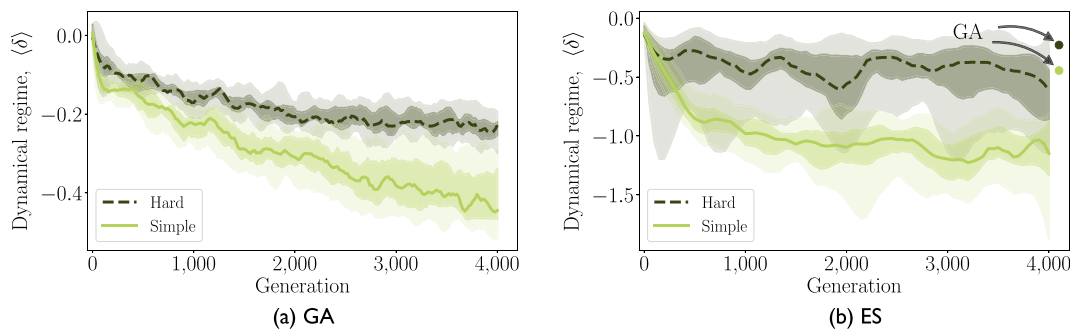 Dynamical regime, ⟨δ⟩
0.0
−0.2
−0.4
Hard
Simple
0
1,000
2,000
3,000
4,000
Generation
(a) GA
Dynamical regime, ⟨δ⟩
0.0
−0.5
−1.0
−1.5
GA
Hard
Simple
0
1,000
2,000
3,000
4,000
Generation
(b) ES